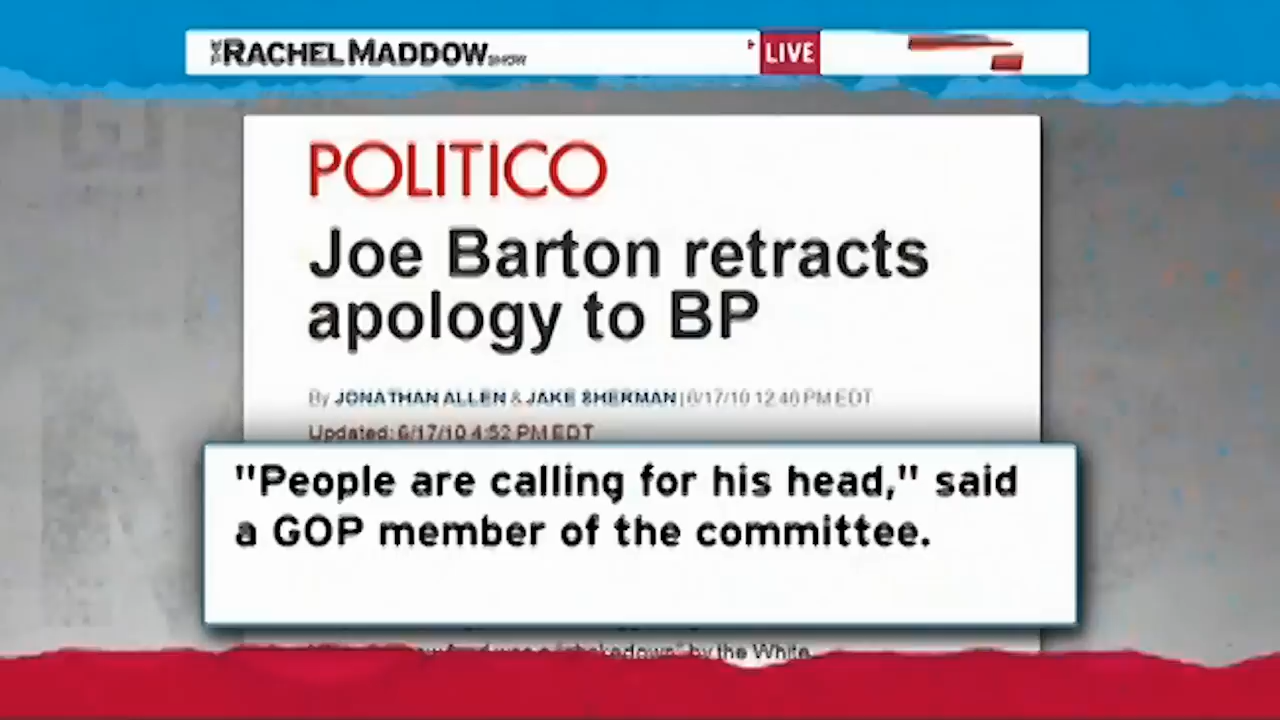 THE RACHEL MADDOW SHOW
LIVE
POLITICO
Joe Barton retracts
apology to BP
By JONATHAN ALLEN & JAKE SHERMAN | 6/17/10 12:40 PM EDT
Updated: 6/17/10 4:52 PM EDT
"People are calling for his head," said
a GOP member of the committee.
"shakedown" by the White